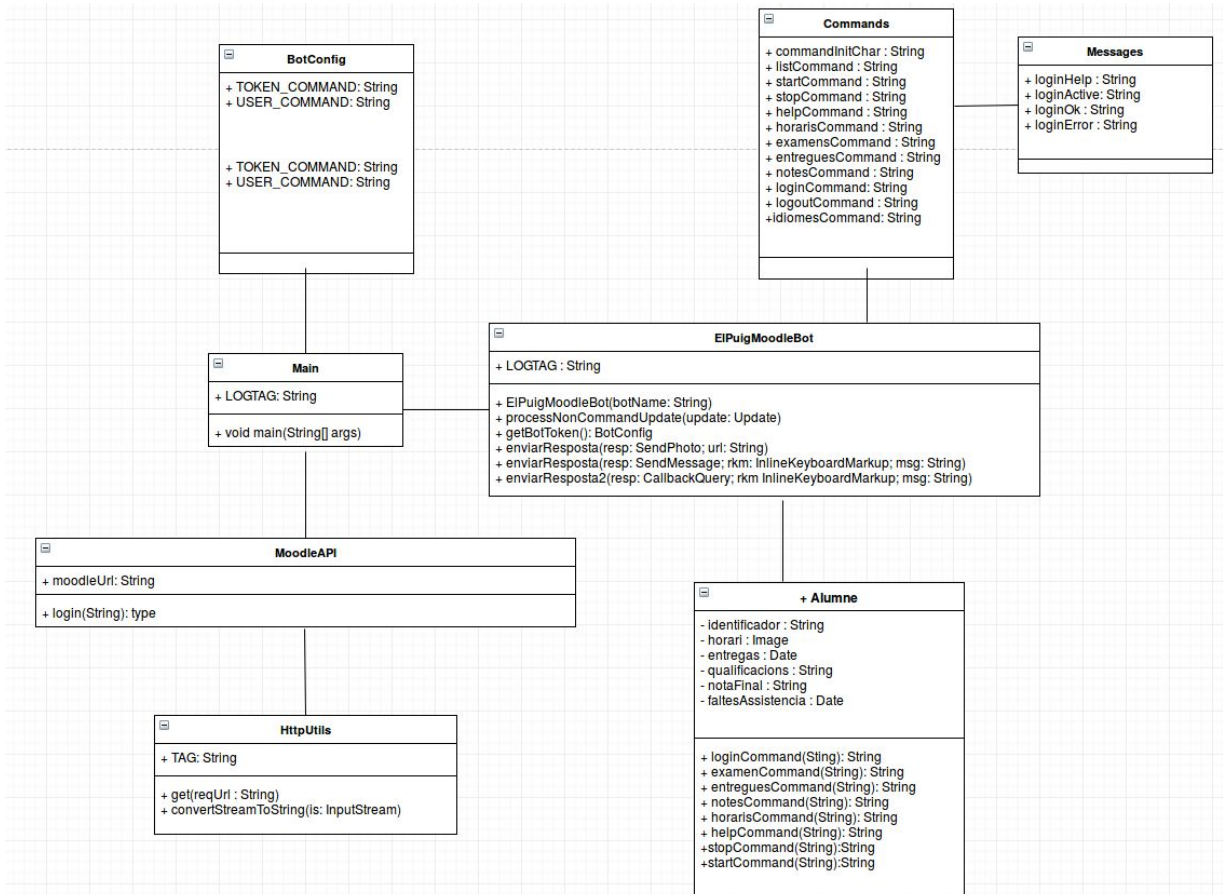 BotConfig
+ TOKEN_COMMAND: String
+ USER_COMMAND: String
+ TOKEN_COMMAND: String
+ USER_COMMAND: String
Commands
+ commandInitChar : String
+ listCommand : String
+ startCommand : String
+ stopCommand : String
+ helpCommand : String
+ horarisCommand : String
+ examensCommand : String
+ entreguesCommand : String
+ notesCommand : String
+ loginCommand: String
+ logoutCommand : String
+idiomesCommand: String
Messages
+ loginHelp : String
+ loginActive: String
+ loginOk : String
+ loginError : String
Main
+ LOGTAG: String
+ void main(String[] args)
ElPuigMoodleBot
+ LOGTAG : String
+ ElPuigMoodleBot(botName: String)
+ processNonCommandUpdate(update: Update)
+ getBotToken(): BotConfig
+ enviarResposta(resp: SendPhoto; url: String)
+ enviarResposta(resp: SendMessage; rkm: InlineKeyboardMarkup; msg: String)
+ enviarResposta2(resp: CallbackQuery; rkm InlineKeyboardMarkup; msg: String)
MoodleAPI
+ moodleUrl: String
+ login(String): type
+ Alumne
- identificador : String
- horari : Image
- entregas : Date
- qualificacions : String
- notaFinal : String
- faltesAssistencia : Date
+ loginCommand(Sting): String
+ examenCommand(String): String
+ entreguesCommand(String): String
+ notesCommand(String): String
+ horarisCommand(String): String
+ helpCommand(String): String
+stopCommand(String):String
+startCommand(String):String
HttpUtils
+ TAG: String
+ get(reqUrl : String)
+ convertStreamToString(is: InputStream)